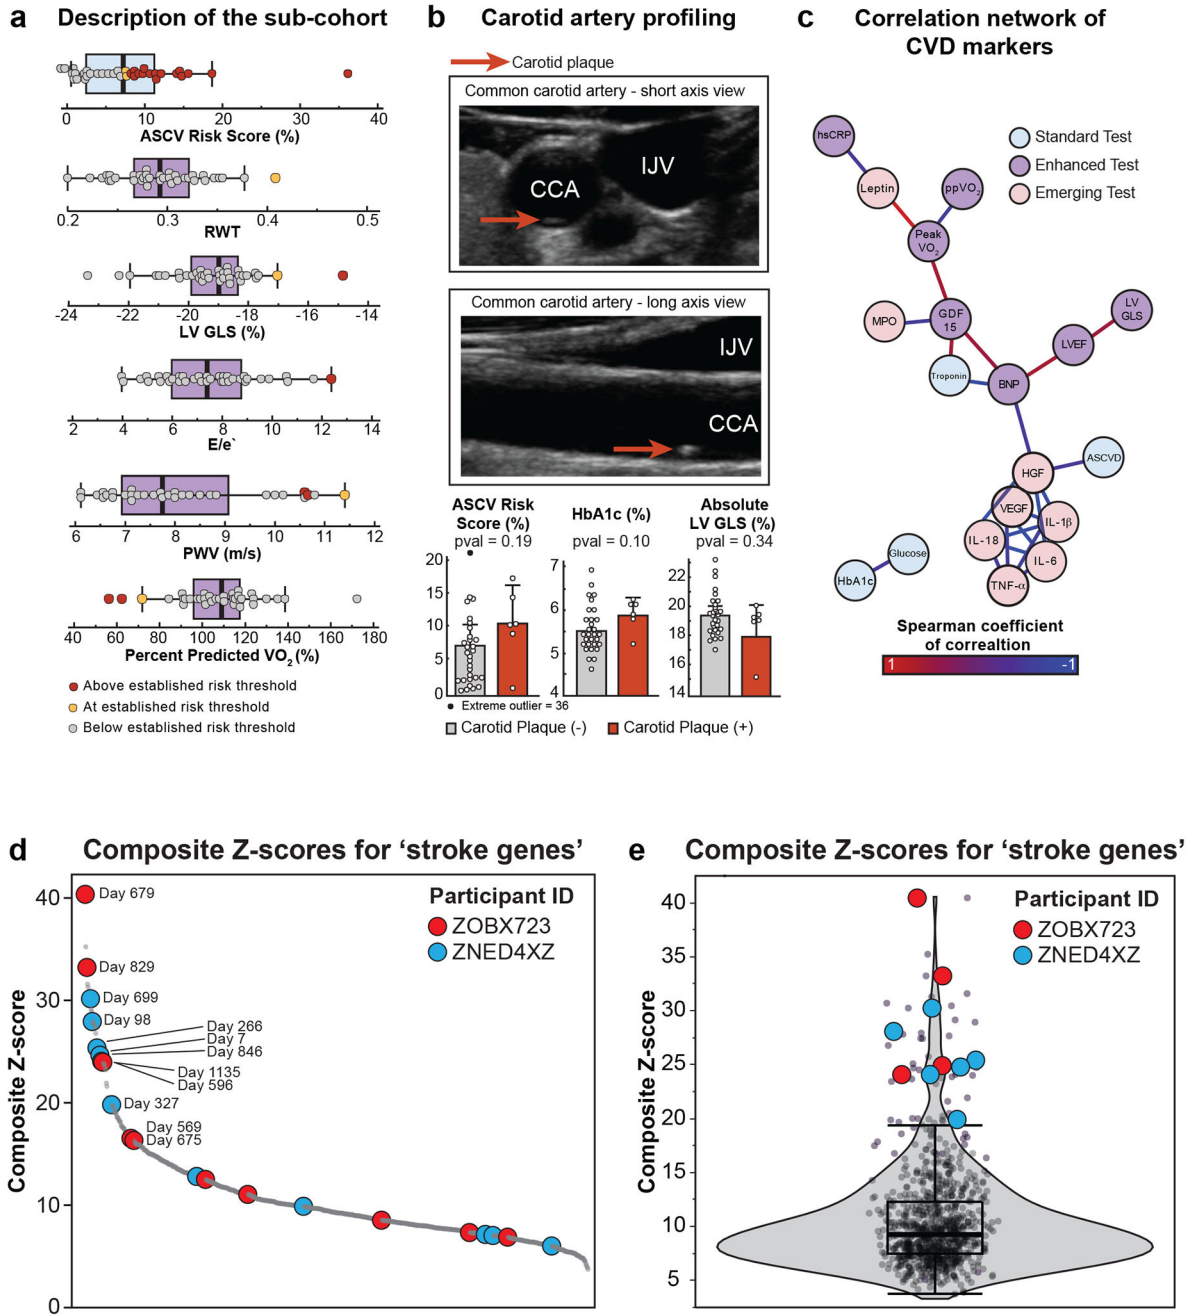 a Description of the sub-cohort
0 10 20 30 40
ASCV Risk Score (%)
0.2 0.3 0.4 0.5
RWT
-24 -22 -20 -18 -16 -14
LV GLS (%)
2 4 6 8 10 12 14
E/e`
6 7 8 9 10 11 12
PWV (m/s)
40 60 80 100 120 140 160 180
Percent Predicted VO2 (%)
Above established risk threshold
At established risk threshold
Below established risk threshold
b Carotid artery profiling
Carotid plaque
Common carotid artery - short axis view
IJV
CCA
Common carotid artery - long axis view
IJV
CCA
ASCV Risk
Score (%)
pval = 0.19
20
15
10
5
0
Extreme outlier = 36
HbA1c (%)
pval = 0.10
7
6
5
4
Absolute
LV GLS (%)
pval = 0.34
22
20
18
16
14
Carotid Plaque (-)
Carotid Plaque (+)
c Correlation network of
CVD markers
Standard Test
Enhanced Test
Emerging Test
hsCRP
Leptin
ppVO2
Peak
VO2
MPO
GDF
15
LV
GLS
LVEF
Troponin
BNP
HGF
ASCVD
VEGF
IL-1β
IL-18
IL-6
TNF-α
Glucose
HbA1c
Spearman coefficient
of correaltion
1 -1
d Composite Z-scores for ‘stroke genes’
Composite Z-score
40
30
20
10
0
Participant ID
ZOBX723
ZNED4XZ
Day 679
Day 829
Day 699
Day 98
Day 266
Day 7
Day 846
Day 1135
Day 596
Day 327
Day 569
Day 675
e Composite Z-scores for ‘stroke genes’
Composite Z-score
40
35
30
25
20
15
10
5
Participant ID
ZOBX723
ZNED4XZ